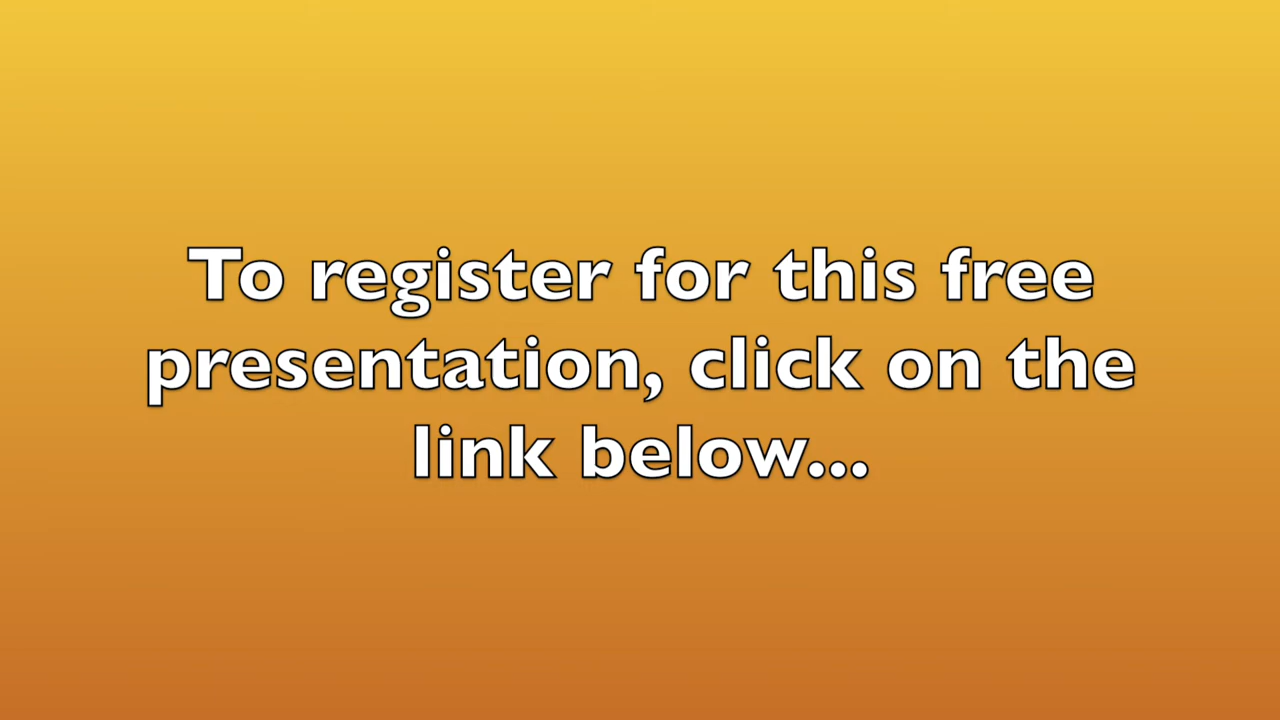 To register for this free
presentation, click on the
link below...